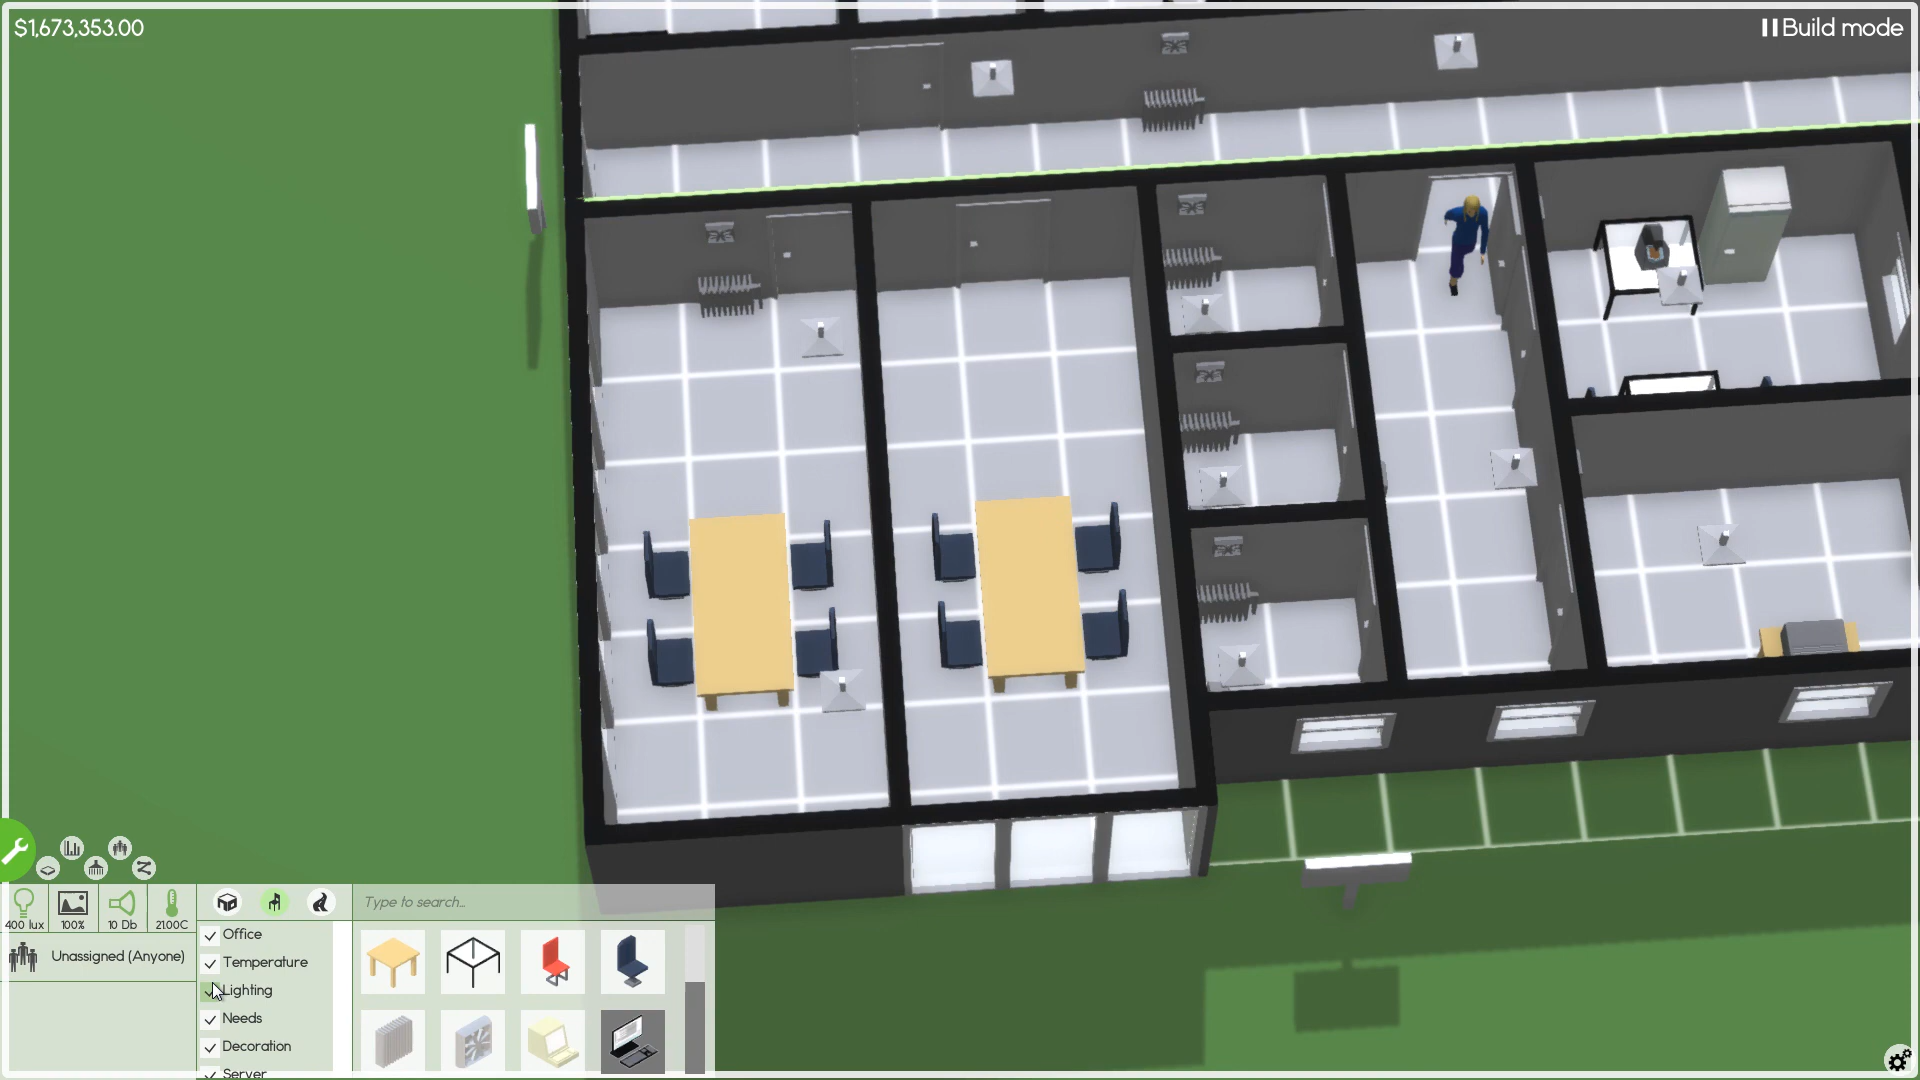 $1,673,353.00
Build mode
Type to search...
400 lux
100%
10 Db
21.00C
Unassigned (Anyone)
Office
Temperature
Lighting
Needs
Decoration
Server